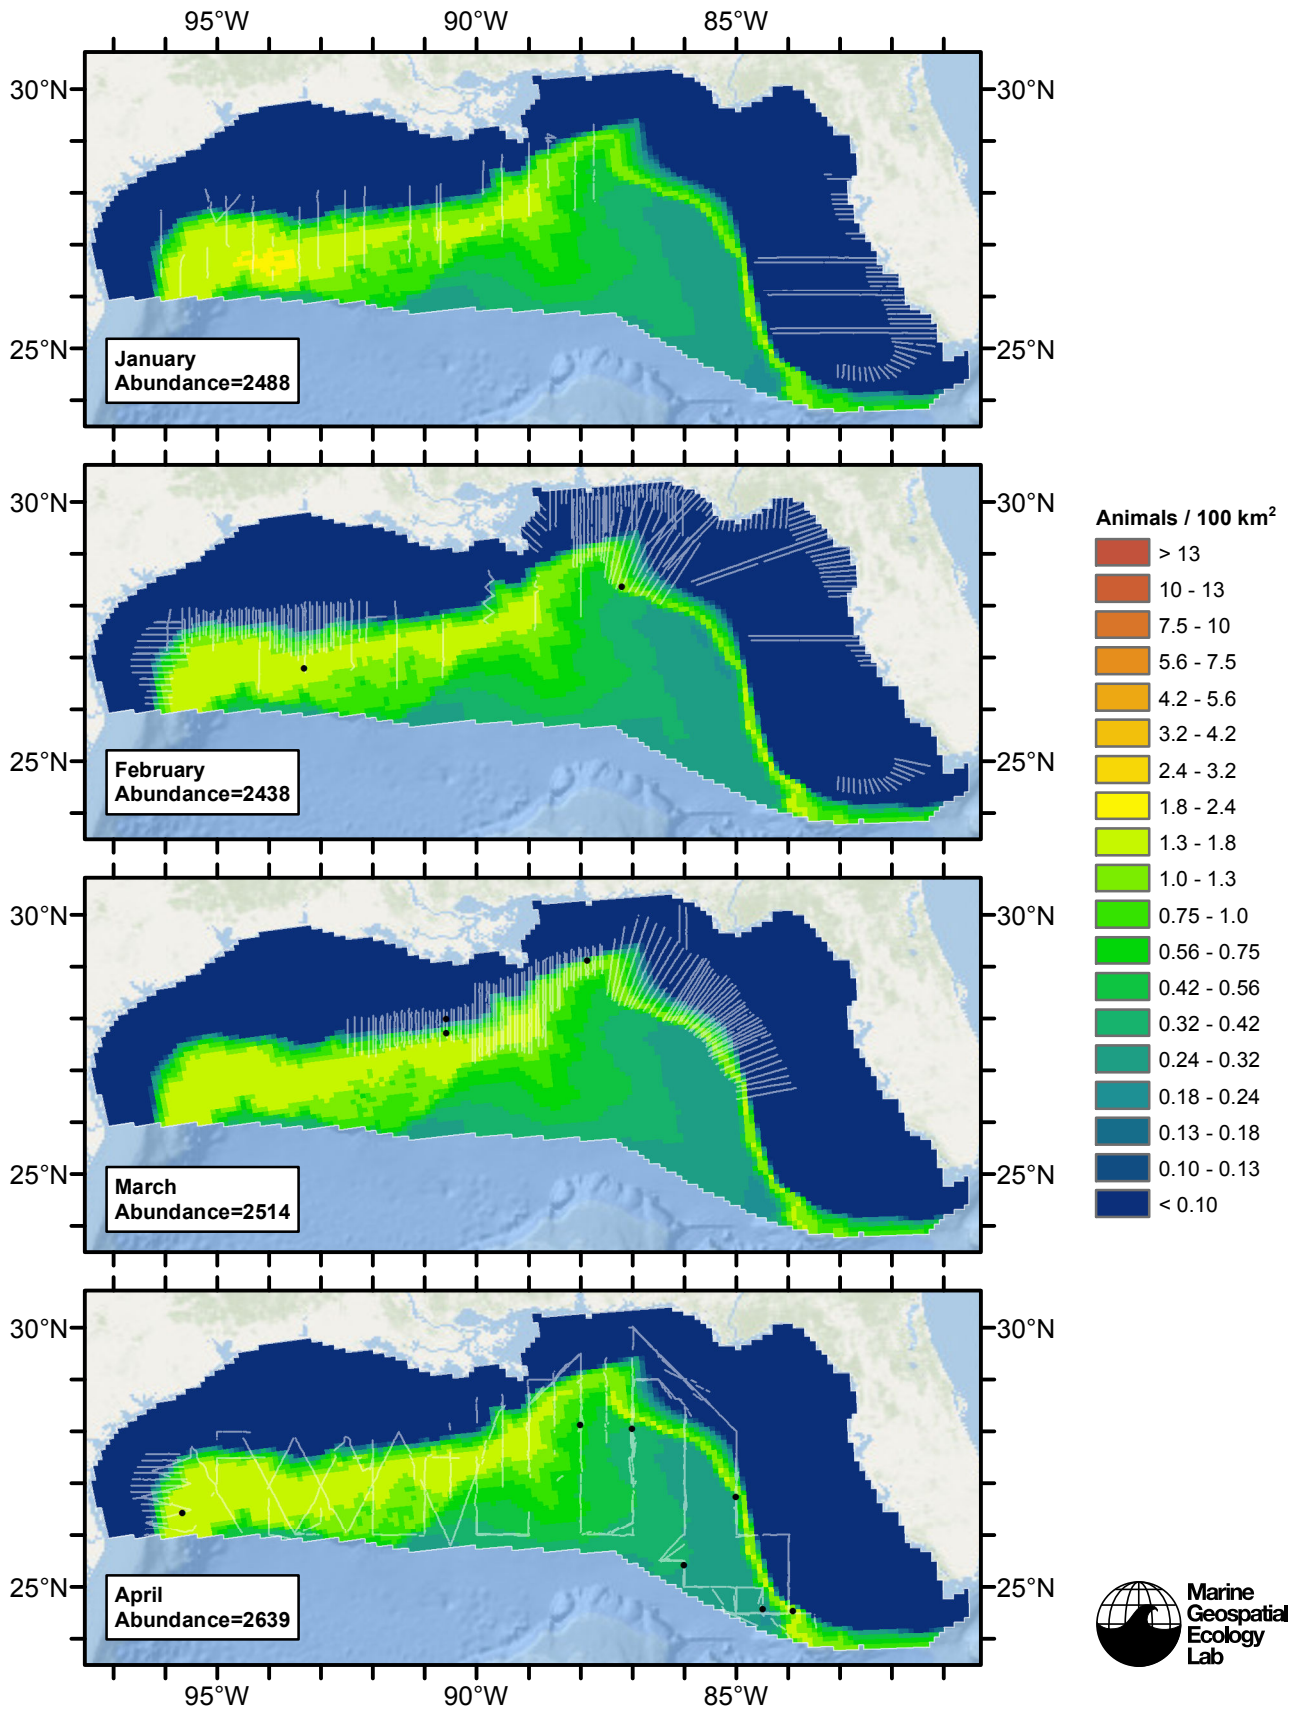 95°W 90°W 85°W
30°N 30°N
25°N 25°N
January
Abundance=2488
30°N 30°N
25°N 25°N
February
Abundance=2438
Animals / 100 km²
> 13
10 - 13
7.5 - 10
5.6 - 7.5
4.2 - 5.6
3.2 - 4.2
2.4 - 3.2
1.8 - 2.4
1.3 - 1.8
1.0 - 1.3
0.75 - 1.0
0.56 - 0.75
0.42 - 0.56
0.32 - 0.42
0.24 - 0.32
0.18 - 0.24
0.13 - 0.18
0.10 - 0.13
< 0.10
30°N 30°N
25°N 25°N
March
Abundance=2514
30°N 30°N
25°N 25°N
April
Abundance=2639
95°W 90°W 85°W
Marine
Geospatial
Ecology
Lab